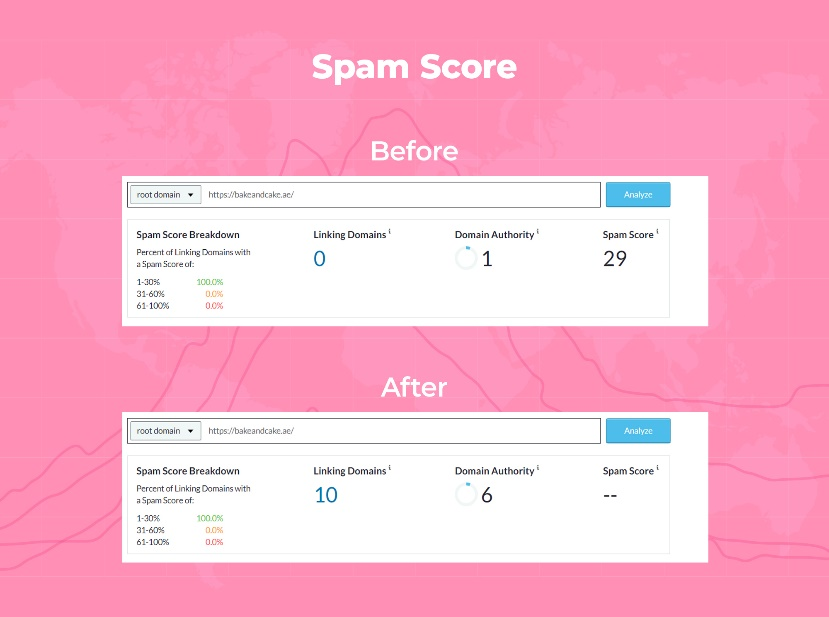 Spam Score
Before
root domain https://bakeandcake.ae/ Analyze
Spam Score Breakdown Linking Domains i Domain Authority i Spam Score i
Percent of Linking Domains with
a Spam Score of:
0 1 29
1-30% 100.0%
31-60% 0.0%
61-100% 0.0%
After
root domain https://bakeandcake.ae/ Analyze
Spam Score Breakdown Linking Domains i Domain Authority i Spam Score i
Percent of Linking Domains with
a Spam Score of:
10 6 --
1-30% 100.0%
31-60% 0.0%
61-100% 0.0%